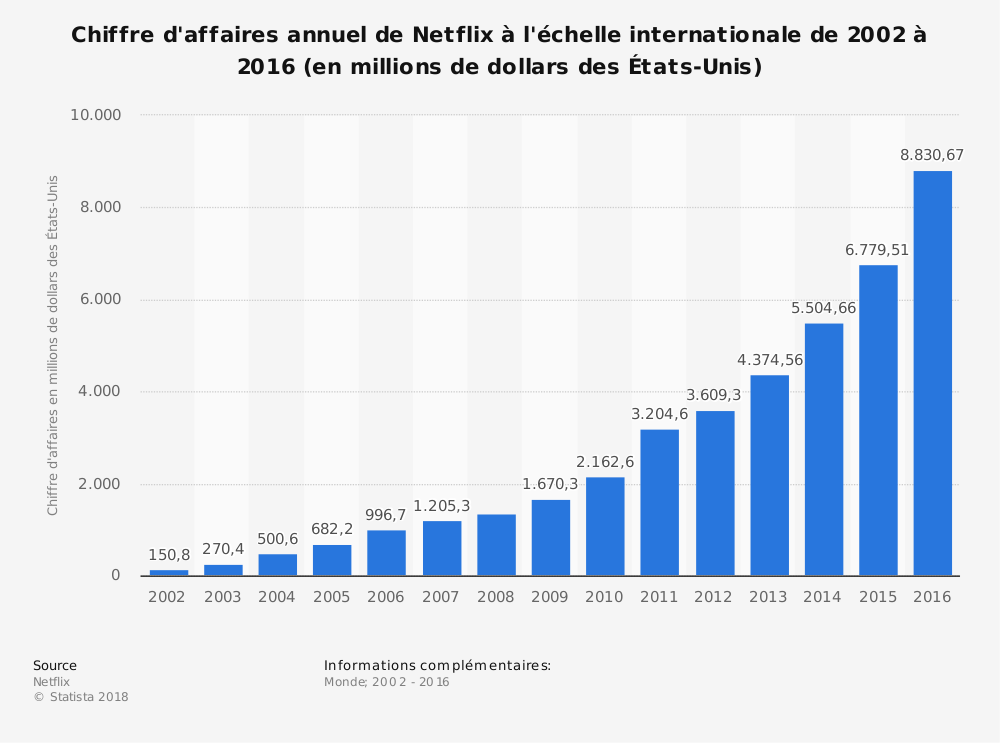 Chiffre d'affaires annuel de Netflix à l'échelle internationale de 2002 à
2016 (en millions de dollars des États-Unis)
Chiffre d'affaires en millions de dollars des États-Unis
10.000
8.000
6.000
4.000
2.000
0
150,8
270,4
500,6
682,2
996,7
1.205,3
1.670,3
2.162,6
3.204,6
3.609,3
4.374,56
5.504,66
6.779,51
8.830,67
2002 2003 2004 2005 2006 2007 2008 2009 2010 2011 2012 2013 2014 2015 2016
Source
Netflix
© Statista 2018
Informations complémentaires:
Monde; 2002 - 2016